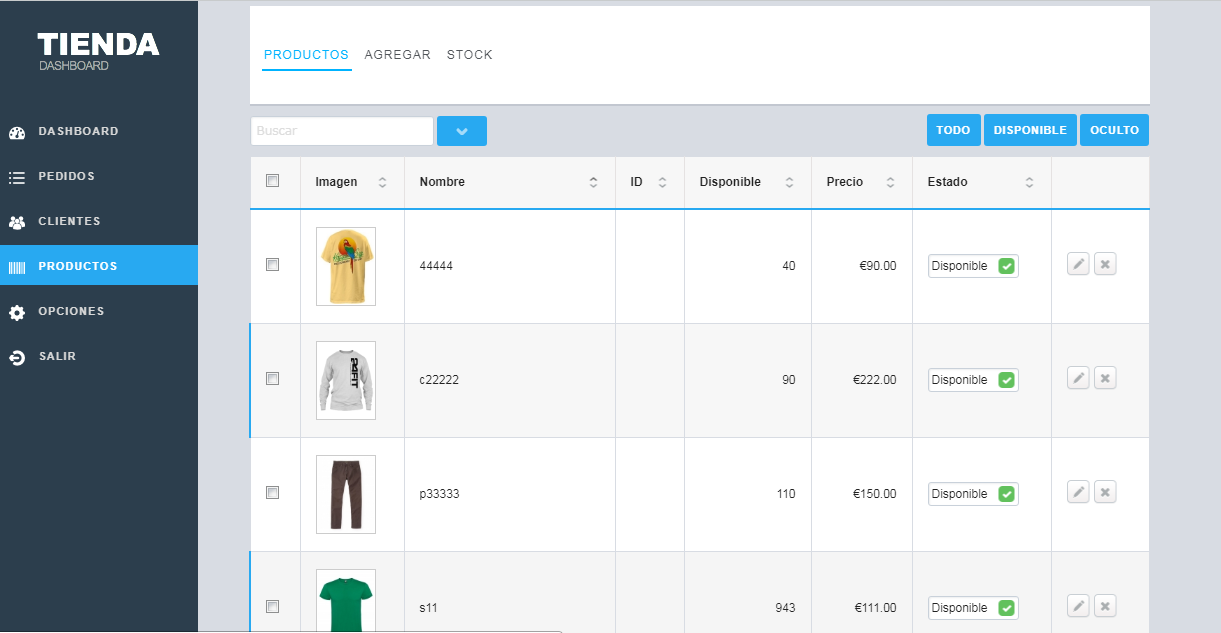 TIENDA
DASHBOARD
DASHBOARD
PEDIDOS
CLIENTES
PRODUCTOS
OPCIONES
SALIR
PRODUCTOS AGREGAR STOCK
Buscar
TODO DISPONIBLE OCULTO
Imagen Nombre ID Disponible Precio Estado
44444 40 €90.00 Disponible
c22222 90 €222.00 Disponible
p33333 110 €150.00 Disponible
s11 943 €111.00 Disponible